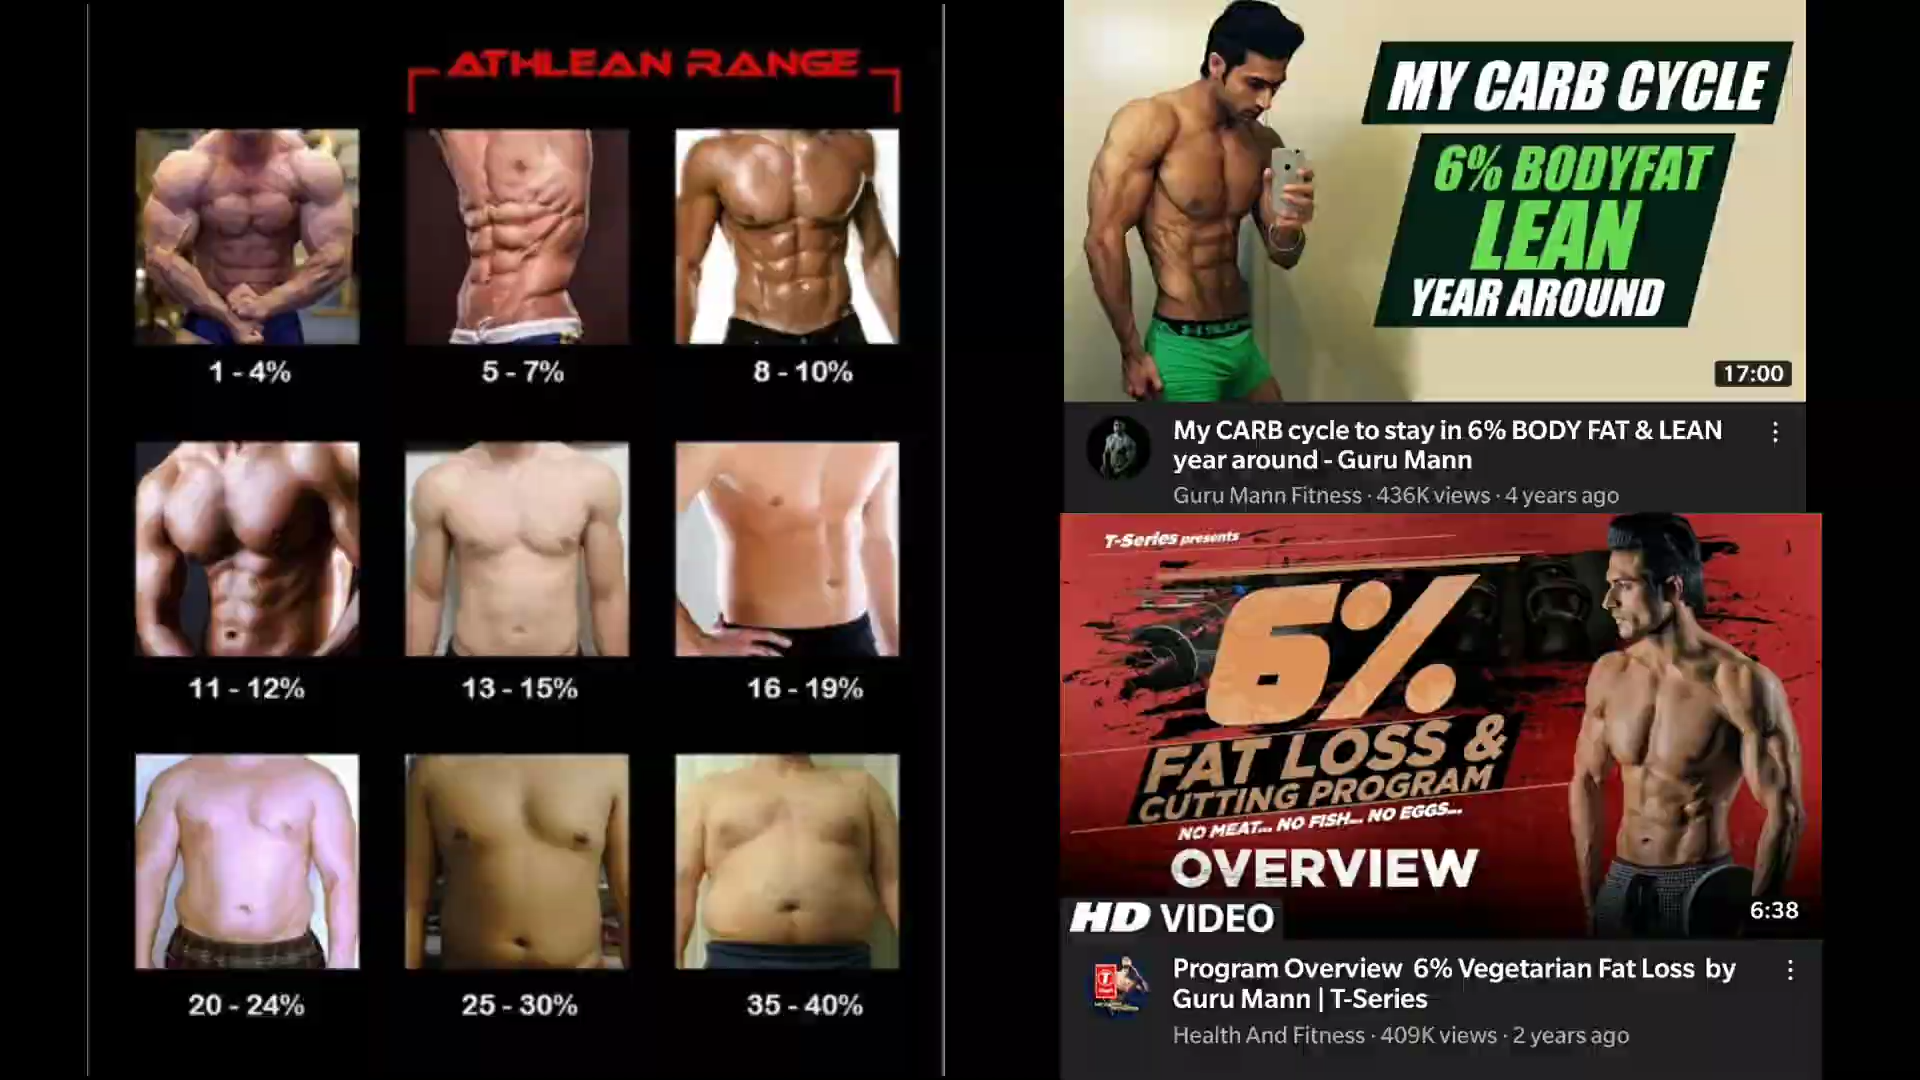 ATHLEAN RANGE
1 - 4%
5 - 7%
8 - 10%
11 - 12%
13 - 15%
16 - 19%
20 - 24%
25 - 30%
35 - 40%
MY CARB CYCLE
6% BODYFAT
LEAN
YEAR AROUND
17:00
My CARB cycle to stay in 6% BODY FAT & LEAN
year around - Guru Mann
Guru Mann Fitness · 436K views · 4 years ago
T-Series presents
6%
FAT LOSS &
CUTTING PROGRAM
NO MEAT... NO FISH... NO EGGS...
OVERVIEW
HD VIDEO
6:38
Program Overview 6% Vegetarian Fat Loss by
Guru Mann | T-Series
Health And Fitness · 409K views · 2 years ago